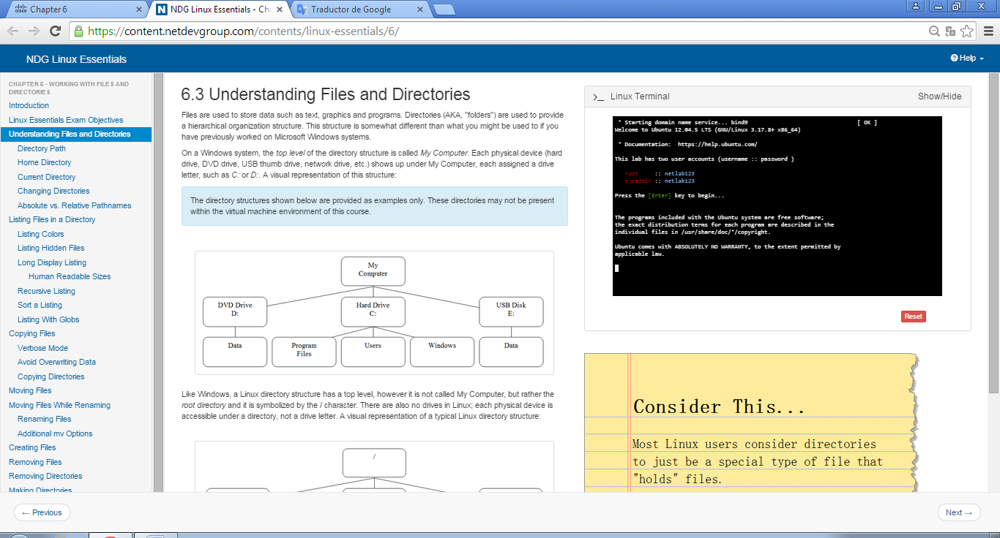 Chapter 6
NDG Linux Essentials - Ch
Traductor de Google
https://content.netdevgroup.com/contents/linux-essentials/6/
NDG Linux Essentials
Help
CHAPTER 6 - WORKING WITH FILES AND
DIRECTORIES
Introduction
Linux Essentials Exam Objectives
Understanding Files and Directories
Directory Path
Home Directory
Current Directory
Changing Directories
Absolute vs. Relative Pathnames
Listing Files in a Directory
Listing Colors
Listing Hidden Files
Long Display Listing
Human Readable Sizes
Recursive Listing
Sort a Listing
Listing With Globs
Copying Files
Verbose Mode
Avoid Overwriting Data
Copying Directories
Moving Files
Moving Files While Renaming
Renaming Files
Additional mv Options
Creating Files
Removing Files
Removing Directories
Making Directories
6.3 Understanding Files and Directories
Files are used to store data such as text, graphics and programs. Directories (AKA, "folders") are used to provide
a hierarchical organization structure. This structure is somewhat different than what you might be used to if you
have previously worked on Microsoft Windows systems.
On a Windows system, the top level of the directory structure is called My Computer. Each physical device (hard
drive, DVD drive, USB thumb drive, network drive, etc.) shows up under My Computer, each assigned a drive
letter, such as C: or D:. A visual representation of this structure:
The directory structures shown below are provided as examples only. These directories may not be present
within the virtual machine environment of this course.
My
Computer
DVD Drive
D:
Hard Drive
C:
USB Disk
E:
Data
Program
Files
Users
Windows
Data
Like Windows, a Linux directory structure has a top level, however it is not called My Computer, but rather the
root directory and it is symbolized by the / character. There are also no drives in Linux; each physical device is
accessible under a directory, not a drive letter. A visual representation of a typical Linux directory structure:
/
>_ Linux Terminal
Show/Hide
* Starting domain name service... bind9 [ OK ]
Welcome to Ubuntu 12.04.5 LTS (GNU/Linux 3.17.8+ x86_64)
* Documentation: https://help.ubuntu.com/
This lab has two user accounts (username :: password )
root :: netlab123
sysadmin :: netlab123
Press the [Enter] key to begin...
The programs included with the Ubuntu system are free software;
the exact distribution terms for each program are described in the
individual files in /usr/share/doc/*/copyright.
Ubuntu comes with ABSOLUTELY NO WARRANTY, to the extent permitted by
applicable law.
Reset
Consider This...
Most Linux users consider directories
to just be a special type of file that
"holds" files.
← Previous
Next →